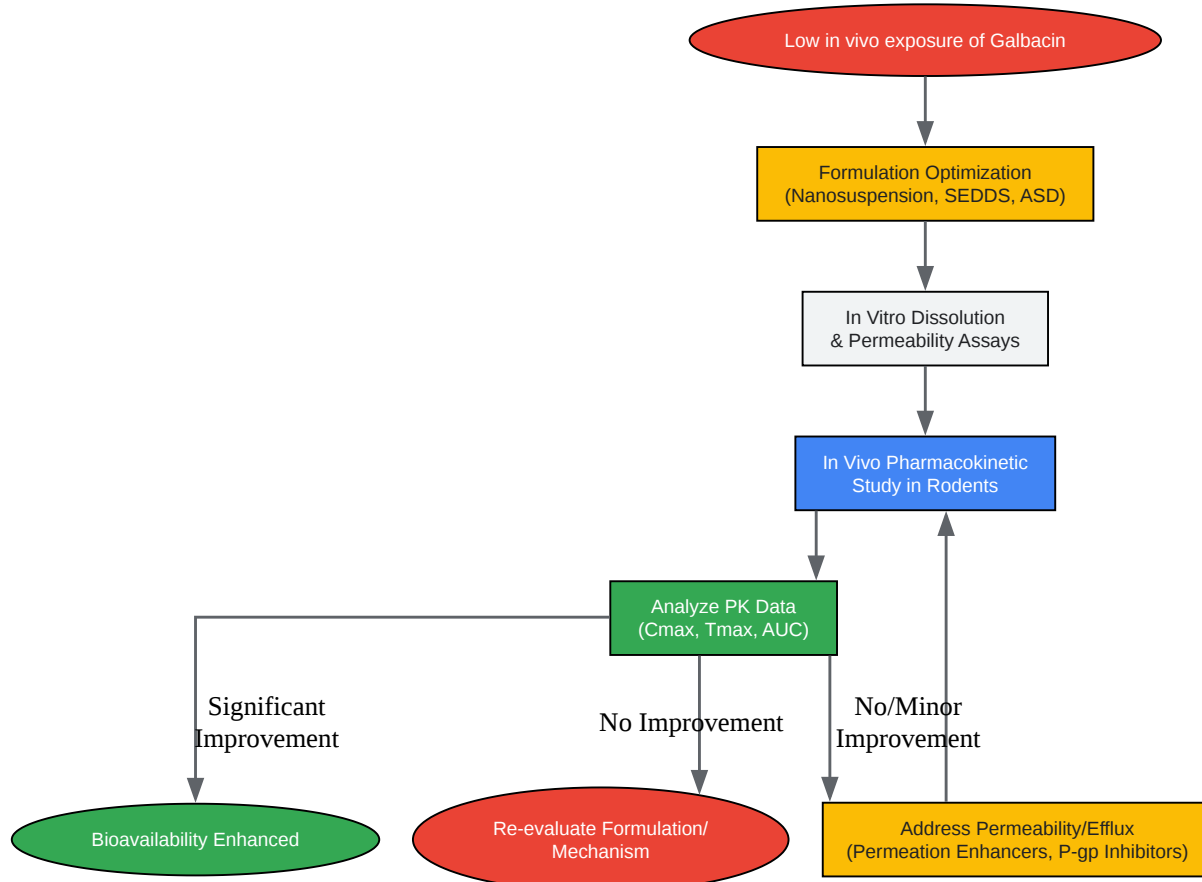 Low in vivo exposure of Galbacin
Formulation Optimization
(Nanosuspension, SEDDS, ASD)
In Vitro Dissolution
& Permeability Assays
In Vivo Pharmacokinetic
Study in Rodents
Analyze PK Data
(Cmax, Tmax, AUC)
Significant
Improvement
No Improvement
No/Minor
Improvement
Bioavailability Enhanced
Re-evaluate Formulation/
Mechanism
Address Permeability/Efflux
(Permeation Enhancers, P-gp Inhibitors)